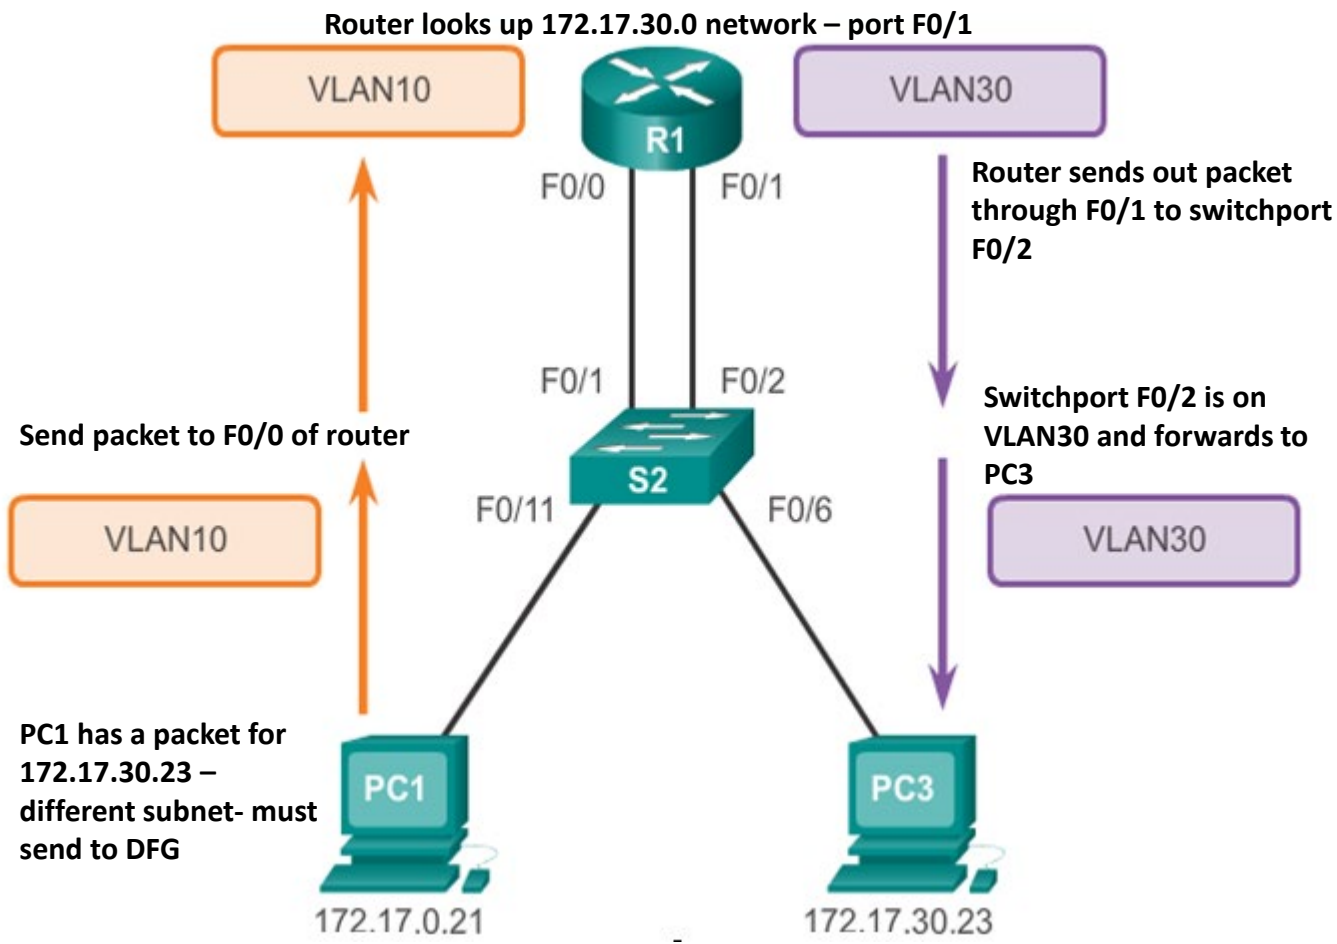 Router looks up 172.17.30.0 network – port F0/1
VLAN10
VLAN30
R1
F0/0
F0/1
Router sends out packet
through F0/1 to switchport
F0/2
F0/1
F0/2
Send packet to F0/0 of router
Switchport F0/2 is on
VLAN30 and forwards to
PC3
S2
F0/11
F0/6
VLAN10
VLAN30
PC1 has a packet for
172.17.30.23 –
different subnet- must
send to DFG
PC1
PC3
172.17.0.21
172.17.30.23